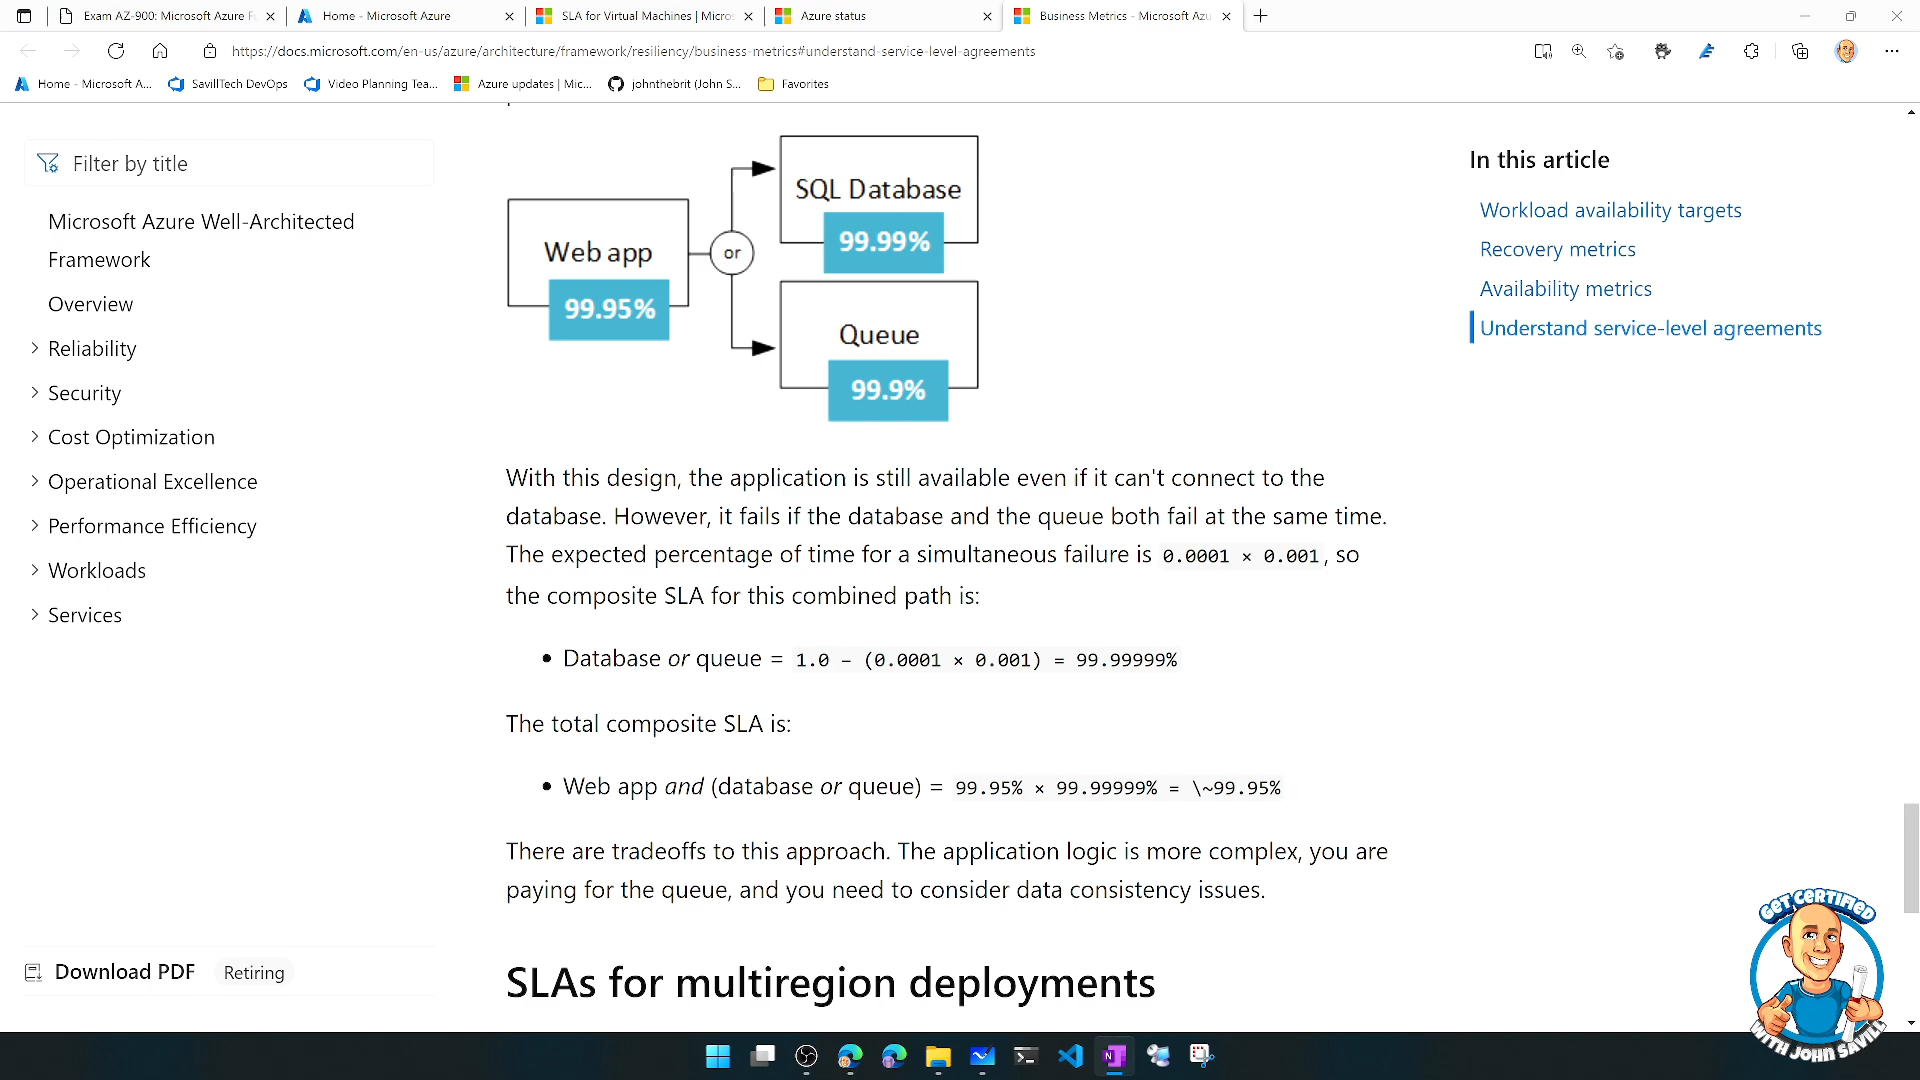 Exam AZ-900: Microsoft Azure Fu
Home - Microsoft Azure
SLA for Virtual Machines | Micros
Azure status
Business Metrics - Microsoft Azu
https://docs.microsoft.com/en-us/azure/architecture/framework/resiliency/business-metrics#understand-service-level-agreements
Home - Microsoft A...
SavillTech DevOps
Video Planning Tea...
Azure updates | Mic...
johnthebrit (John S...
Favorites
Filter by title
Microsoft Azure Well-Architected
Framework
Overview
Reliability
Security
Cost Optimization
Operational Excellence
Performance Efficiency
Workloads
Services
Download PDF
Retiring
Web app
99.95%
or
SQL Database
99.99%
Queue
99.9%
With this design, the application is still available even if it can't connect to the
database. However, it fails if the database and the queue both fail at the same time.
The expected percentage of time for a simultaneous failure is 0.0001 × 0.001, so
the composite SLA for this combined path is:
• Database or queue = 1.0 − (0.0001 × 0.001) = 99.99999%
The total composite SLA is:
• Web app and (database or queue) = 99.95% × 99.99999% = \~99.95%
There are tradeoffs to this approach. The application logic is more complex, you are
paying for the queue, and you need to consider data consistency issues.
SLAs for multiregion deployments
In this article
Workload availability targets
Recovery metrics
Availability metrics
Understand service-level agreements
GET CERTIFIED
WITH JOHN SAVILL